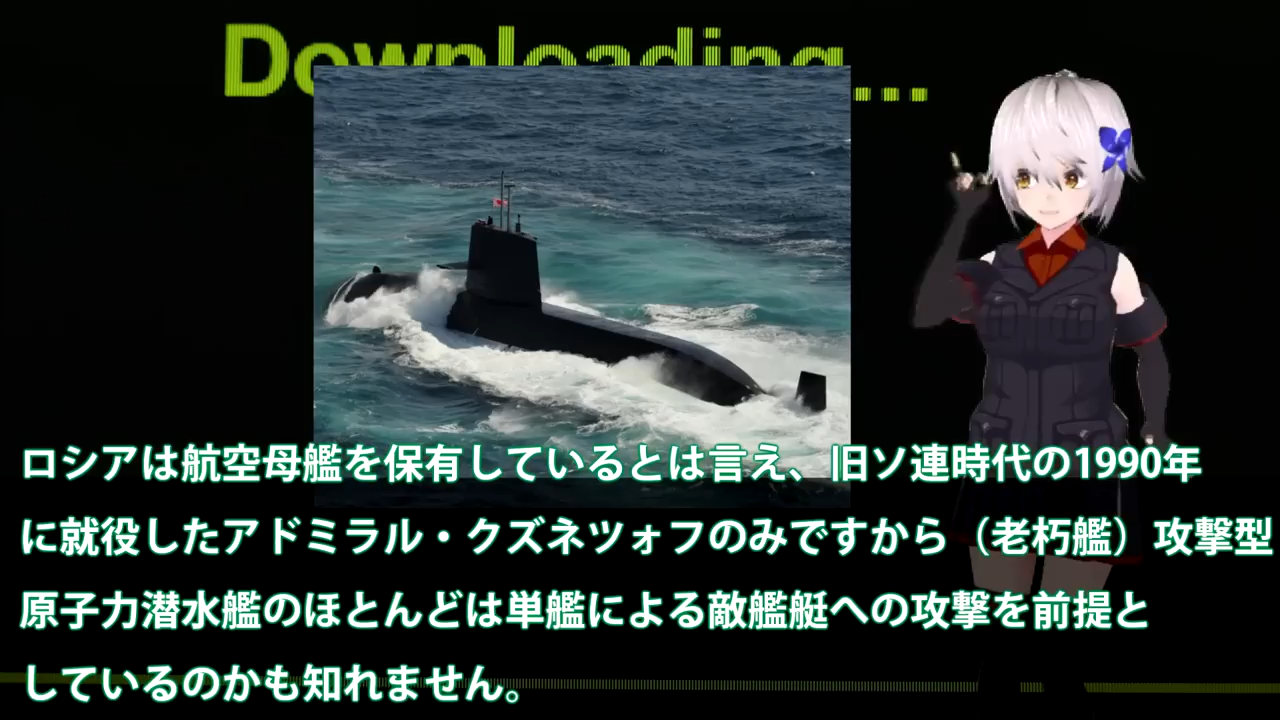 Downloading...
ロシアは航空母艦を保有しているとは言え、旧ソ連時代の1990年
に就役したアドミラル・クズネツォフのみですから（老朽艦）攻撃型
原子力潜水艦のほとんどは単艦による敵艦艇への攻撃を前提と
しているのかも知れません。